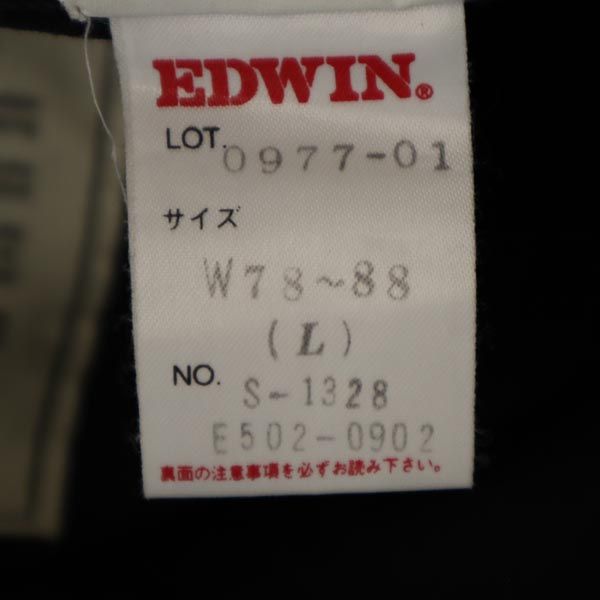 EDWIN®
LOT. 0977-01
サイズ
W78~88
(L)
NO. S-1328
E502-0902
裏面の注意事項を必ずお読み下さい。